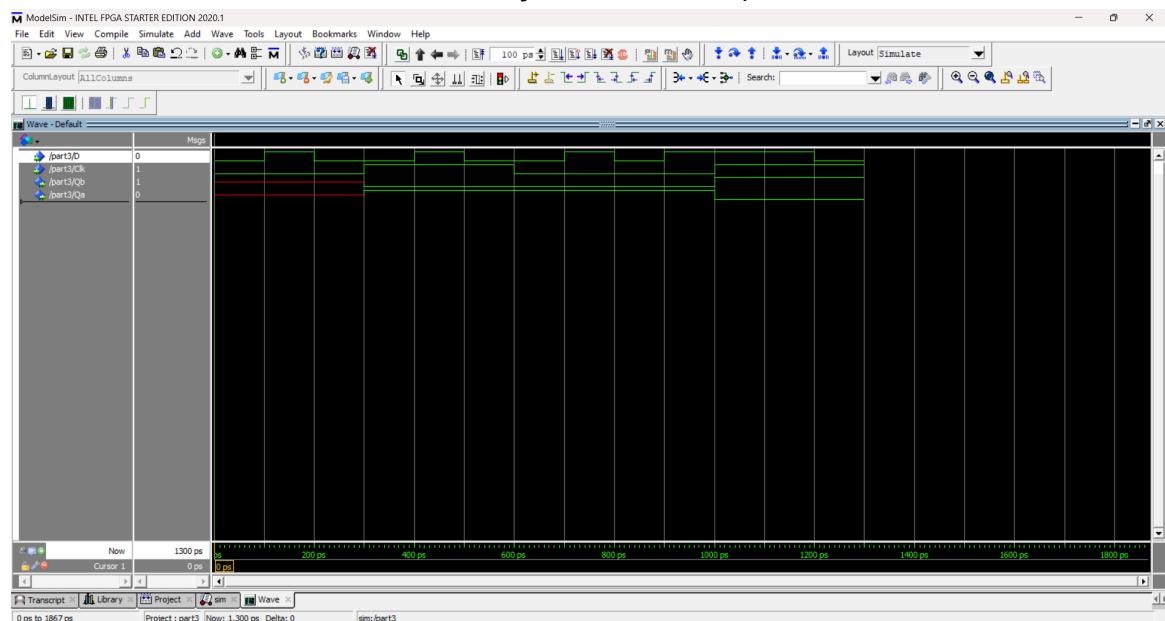 ModelSim - INTEL FPGA STARTER EDITION 2020.1
File Edit View Compile Simulate Add Wave Tools Layout Bookmarks Window Help
100 ps Layout Simulate
ColumnLayout AllColumns Search:
Wave - Default
Msgs
/part3/D 0
/part3/Clk 1
/part3/Qb 1
/part3/Qa 0
Now 1300 ps ps 200 ps 400 ps 600 ps 800 ps 1000 ps 1200 ps 1400 ps 1600 ps 1800 ps
Cursor 1 0 ps 0 ps
Transcript Library Project sim Wave
0 ps to 1867 ps Project : part3 Now: 1,300 ps Delta: 0 sim:/part3